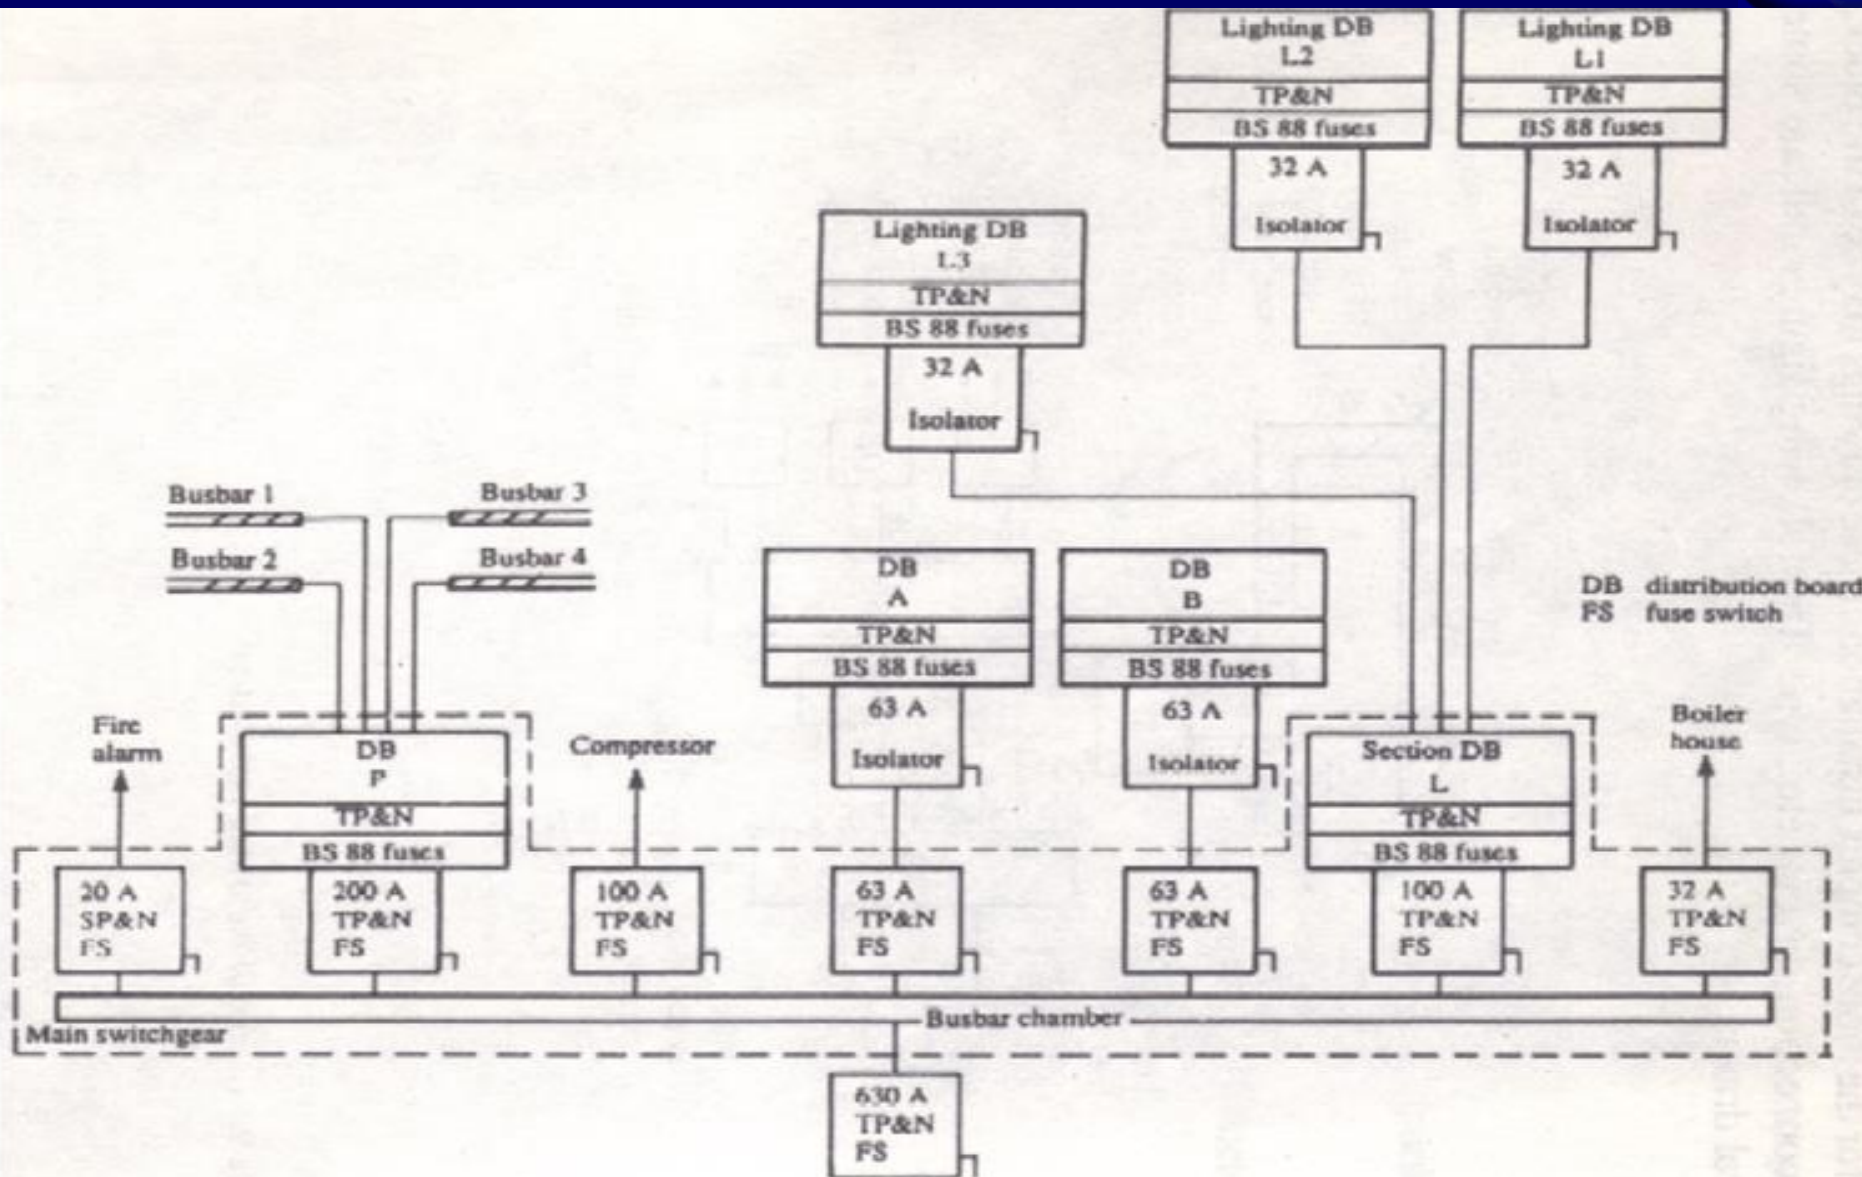 Lighting DB
L2
TP&N
BS 88 fuses
32 A
Isolator
Lighting DB
L1
TP&N
BS 88 fuses
32 A
Isolator
Lighting DB
L3
TP&N
BS 88 fuses
32 A
Isolator
Busbar 1
Busbar 3
Busbar 2
Busbar 4
DB
A
TP&N
BS 88 fuses
63 A
Isolator
DB
B
TP&N
BS 88 fuses
63 A
Isolator
DB distribution board
FS fuse switch
Fire
alarm
DB
P
TP&N
BS 88 fuses
Compressor
Section DB
L
TP&N
BS 88 fuses
Boiler
house
20 A
SP&N
FS
200 A
TP&N
FS
100 A
TP&N
FS
63 A
TP&N
FS
63 A
TP&N
FS
100 A
TP&N
FS
32 A
TP&N
FS
Main switchgear
Busbar chamber
630 A
TP&N
FS